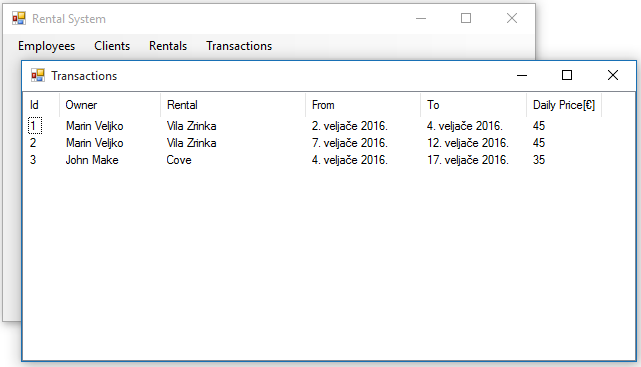 Rental System
Employees Clients Rentals Transactions
Transactions
Id Owner Rental From To Daily Price[€]
1 Marin Veljko Vila Zrinka 2. veljače 2016. 4. veljače 2016. 45
2 Marin Veljko Vila Zrinka 7. veljače 2016. 12. veljače 2016. 45
3 John Make Cove 4. veljače 2016. 17. veljače 2016. 35